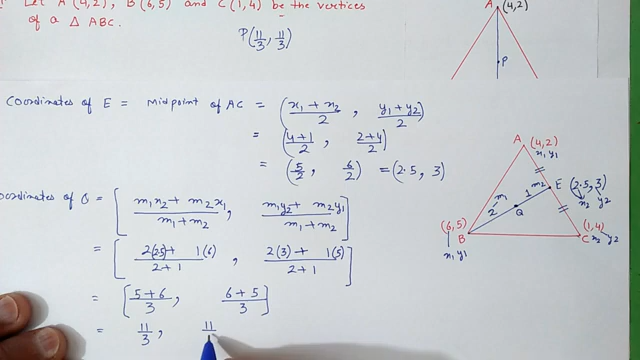 Let A(4,2), B(6,5) and C(1,4) be the vertices
of a △ ABC.
P(11/3, 11/3)
A (4,2)
P
Coordinates of E = Midpoint of AC = (x1 + x2 / 2 , y1 + y2 / 2)
= (4+1 / 2 , 2+4 / 2)
= (5/2 , 6/2) = (2.5, 3)
A (4,2)
x1 y1
m2 E (2.5, 3)
x2 y2
m 1
2 Q
(6,5)
B
x1 y1
(1,4)
C x2 y2
oordinates of Q = [m1x2 + m2x1 / m1 + m2 , m1y2 + m2y1 / m1 + m2]
= [2(2.5) + 1(6) / 2+1 , 2(3) + 1(5) / 2+1]
= [5+6 / 3 , 6+5 / 3]
= 11/3 , 11